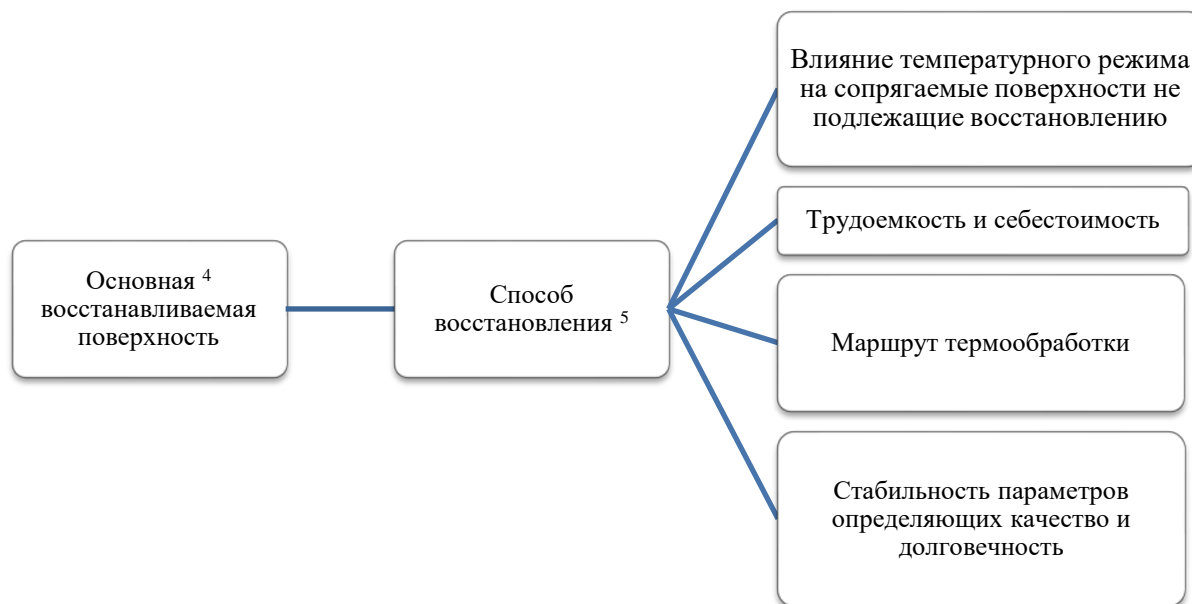 Основная ⁴
восстанавливаемая
поверхность
Способ
восстановления ⁵
Влияние температурного режима
на сопрягаемые поверхности не
подлежащие восстановлению
Трудоемкость и себестоимость
Маршрут термообработки
Стабильность параметров
определяющих качество и
долговечность